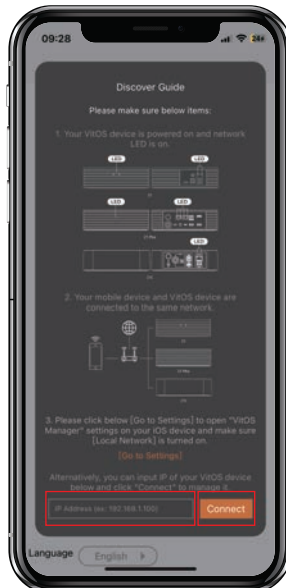 09:28
24+
Discover Guide
Please make sure below items:
1. Your VitOS device is powered on and network
LED is on.
LED LED
LED LED
LED
2. Your mobile device and VitOS device are
connected to the same network.
3. Please click below [Go to Settings] to open "VitOS
Manager" settings on your iOS device and make sure
[Local Network] is turned on.
[Go to Settings]
Alternatively, you can input IP of your VitOS device
below and click "Connect" to manage it.
IP Address (ex: 192.168.1.100) Connect
Language English